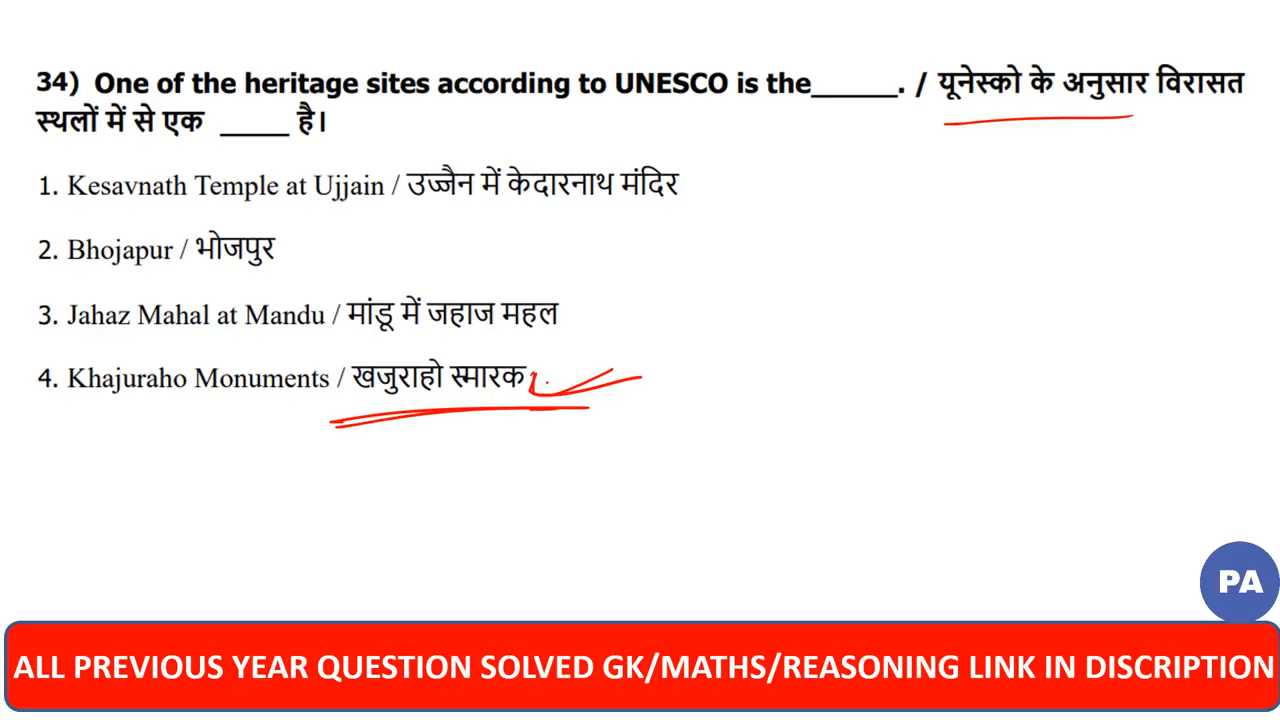 34) One of the heritage sites according to UNESCO is the______. / यूनेस्को के अनुसार विरासत
स्थलों में से एक _____ है।
1. Kesavnath Temple at Ujjain / उज्जैन में केदारनाथ मंदिर
2. Bhojapur / भोजपुर
3. Jahaz Mahal at Mandu / मांडू में जहाज महल
4. Khajuraho Monuments / खजुराहो स्मारक
PA
ALL PREVIOUS YEAR QUESTION SOLVED GK/MATHS/REASONING LINK IN DISCRIPTION